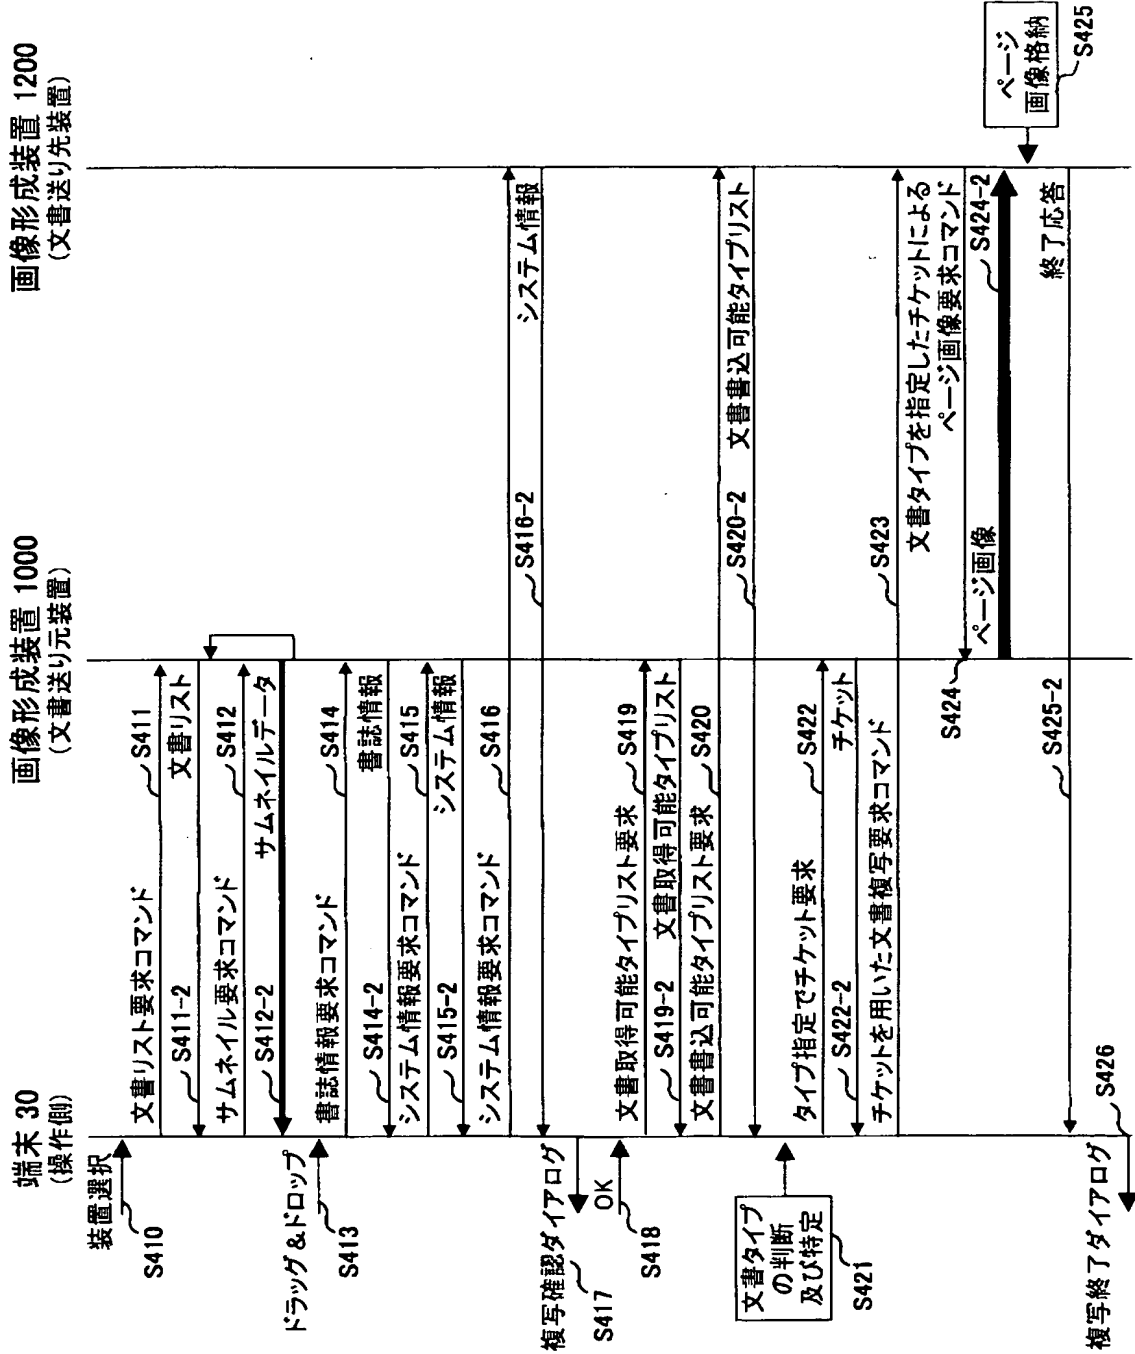 端末 30
(操作側)
画像形成装置 1000
(文書送り元装置)
画像形成装置 1200
(文書送り先装置)
装置選択
S410
文書リスト要求コマンド
S411
S411-2
文書リスト
サムネイル要求コマンド
S412
S412-2
サムネイルデータ
ドラッグ&ドロップ
S413
書誌情報要求コマンド
S414
S414-2
書誌情報
システム情報要求コマンド
S415
S415-2
システム情報
システム情報要求コマンド
S416
S416-2
システム情報
複写確認ダイアログ
S417
OK
S418
文書取得可能タイプリスト要求
S419
S419-2
文書取得可能タイプリスト
文書書込可能タイプリスト要求
S420
S420-2
文書書込可能タイプリスト
文書タイプ
の判断
及び特定
S421
タイプ指定でチケット要求
S422
S422-2
チケット
チケットを用いた文書複写要求コマンド
S423
文書タイプを指定したチケットによる
ページ画像要求コマンド
S424
ページ画像
S424-2
ページ
画像格納
S425
終了応答
S425-2
複写終了ダイアログ
S426